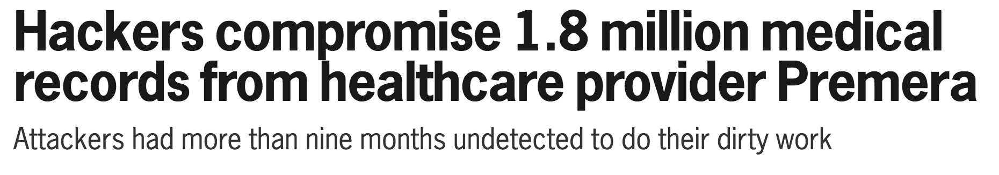 Hackers compromise 1.8 million medical
records from healthcare provider Premera
Attackers had more than nine months undetected to do their dirty work